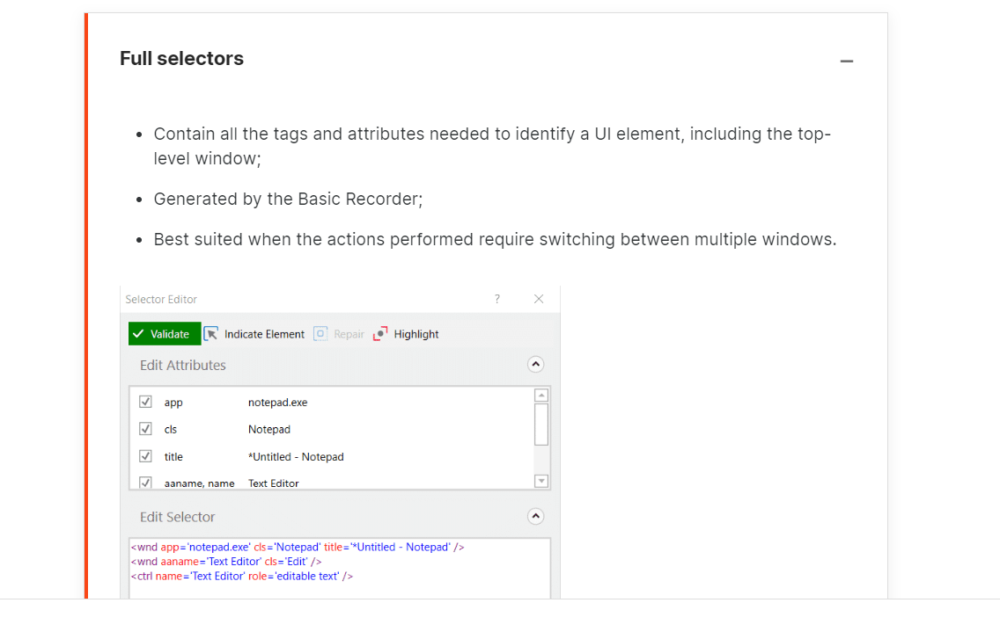 Full selectors
Contain all the tags and attributes needed to identify a UI element, including the top-
level window;
Generated by the Basic Recorder;
Best suited when the actions performed require switching between multiple windows.
Selector Editor ?
Validate Indicate Element Repair Highlight
Edit Attributes
app notepad.exe
cls Notepad
title *Untitled - Notepad
aaname, name Text Editor
Edit Selector
<wnd app='notepad.exe' cls='Notepad' title='*Untitled - Notepad' />
<wnd aaname='Text Editor' cls='Edit' />
<ctrl name='Text Editor' role='editable text' />